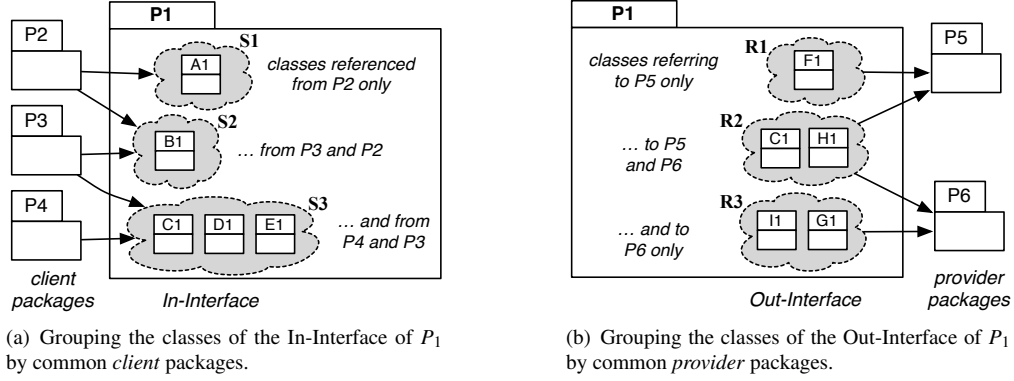 P1
P2
S1
A1
classes referenced
from P2 only
P3
S2
B1
… from P3 and P2
P4
S3
C1 D1 E1
… and from
P4 and P3
client
packages
In-Interface
(a) Grouping the classes of the In-Interface of P1
by common client packages.
P1
R1
F1
classes referring
to P5 only
P5
R2
C1 H1
… to P5
and P6
R3
I1 G1
P6
… and to
P6 only
Out-Interface
provider
packages
(b) Grouping the classes of the Out-Interface of P1
by common provider packages.